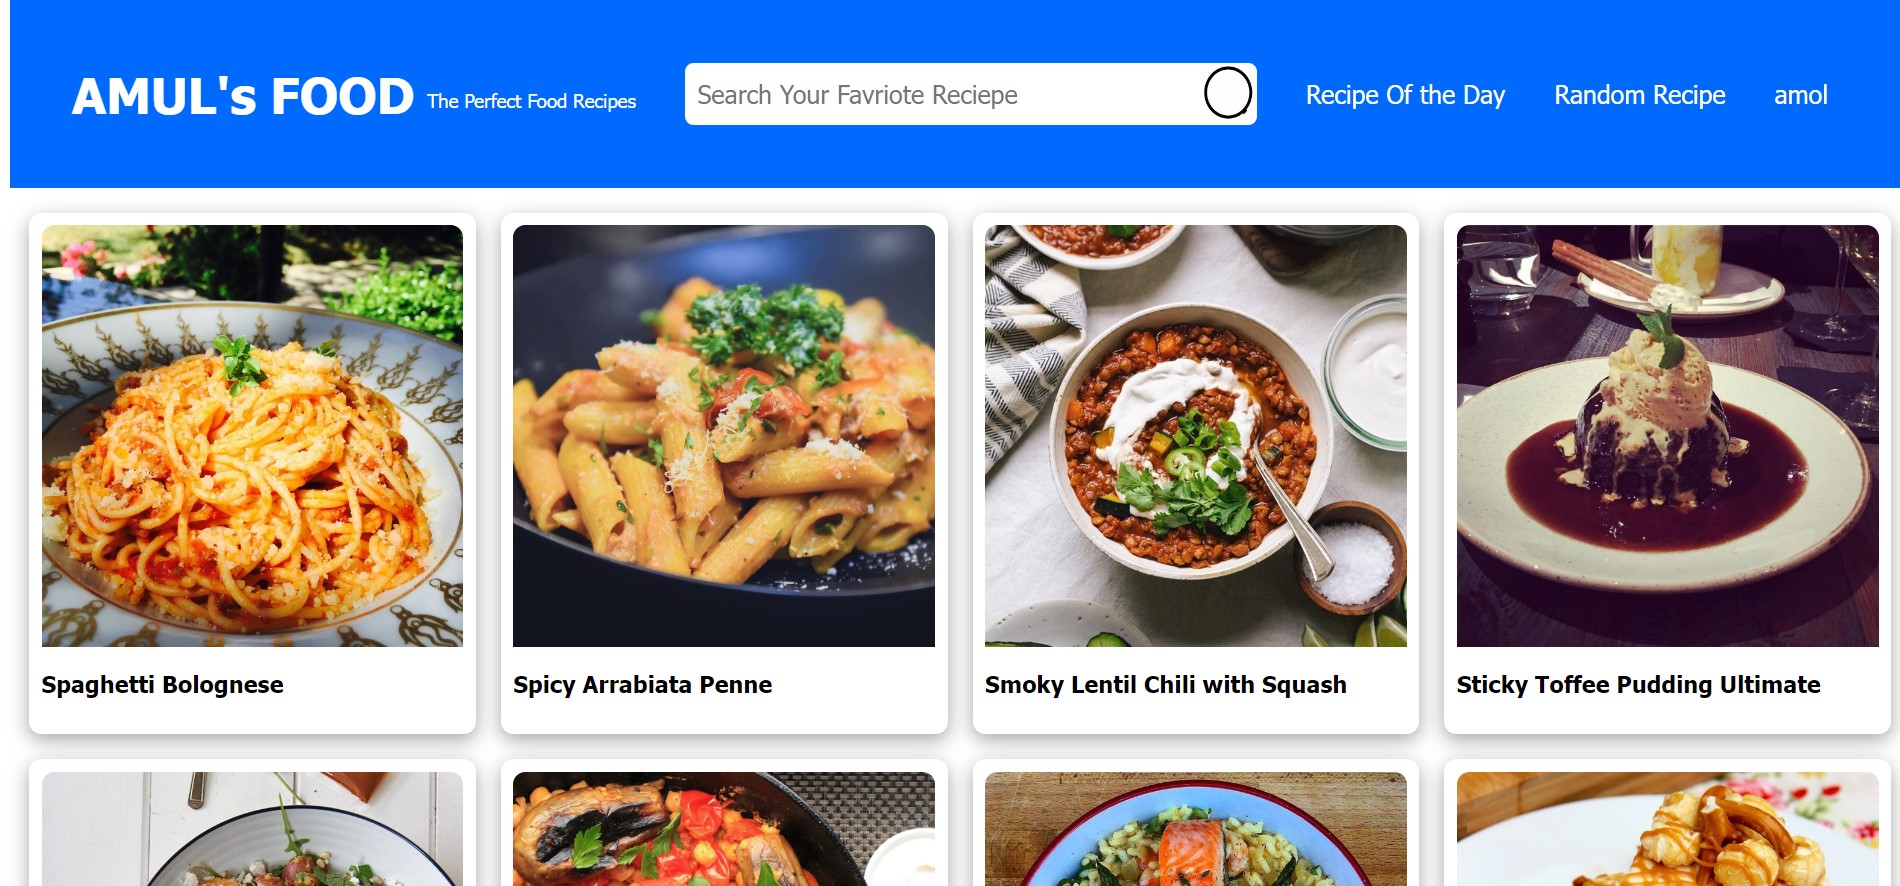 AMUL's FOOD The Perfect Food Recipes
Search Your Favriote Reciepe
Recipe Of the Day Random Recipe amol
Spaghetti Bolognese
Spicy Arrabiata Penne
Smoky Lentil Chili with Squash
Sticky Toffee Pudding Ultimate